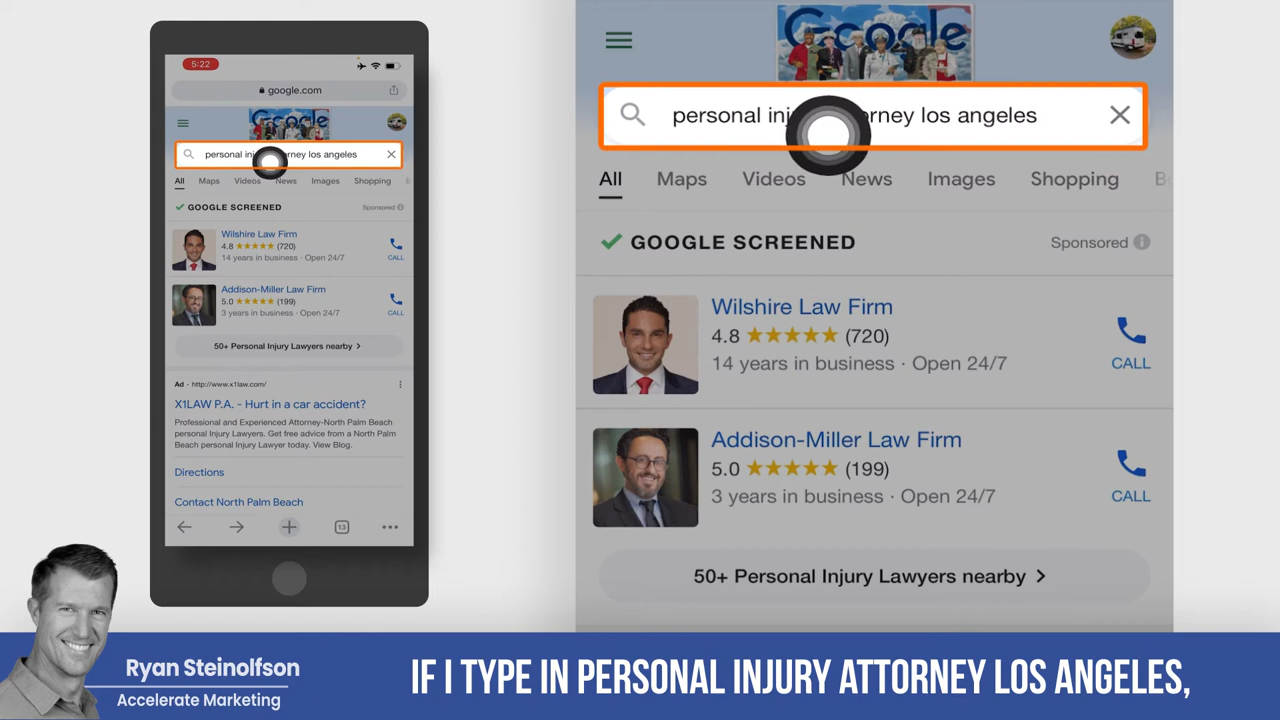 5:22
google.com
Google
personal inj rney los angeles
All Maps Videos News Images Shopping
GOOGLE SCREENED Sponsored
Wilshire Law Firm
4.8 (720)
14 years in business · Open 24/7
CALL
Addison-Miller Law Firm
5.0 (199)
3 years in business · Open 24/7
CALL
50+ Personal Injury Lawyers nearby >
Ad · http://www.x1law.com/
X1LAW P.A. - Hurt in a car accident?
Professional and Experienced Attorney-North Palm
Beach personal Injury Lawyers. Get free advice from a North Palm
Beach personal Injury Lawyer today. View Blog.
Directions
Contact North Palm Beach
13
Google
personal inj rney los angeles
All Maps Videos News Images Shopping B
GOOGLE SCREENED Sponsored
Wilshire Law Firm
4.8 (720)
14 years in business · Open 24/7
CALL
Addison-Miller Law Firm
5.0 (199)
3 years in business · Open 24/7
CALL
50+ Personal Injury Lawyers nearby >
Ryan Steinolfson
Accelerate Marketing
IF I TYPE IN PERSONAL INJURY ATTORNEY LOS ANGELES,